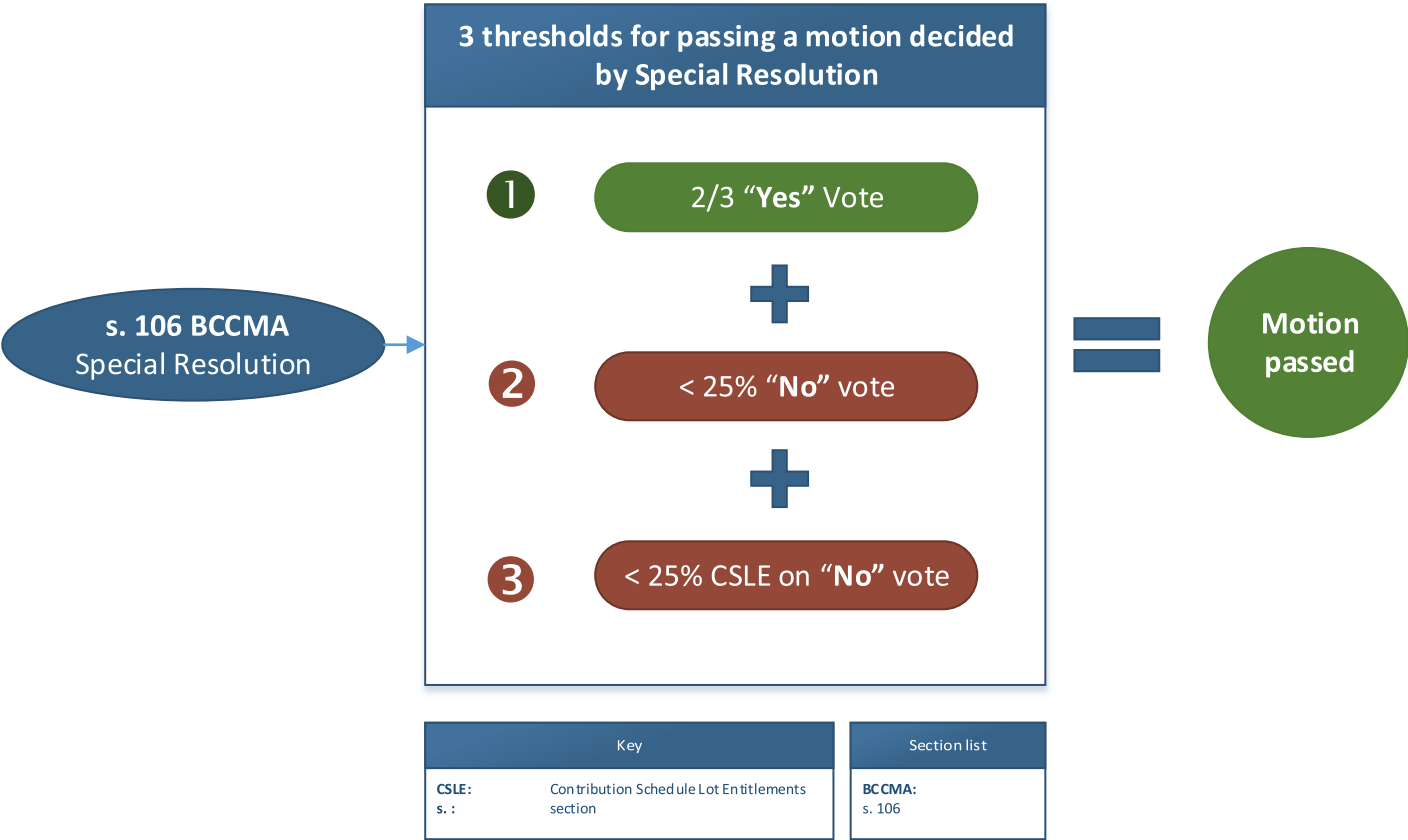 3 thresholds for passing a motion decided
by Special Resolution
s. 106 BCCMA
Special Resolution
1
2/3 “Yes” Vote
2
< 25% “No” vote
3
< 25% CSLE on “No” vote
Motion
passed
Key
CSLE: Contribution Schedule Lot Entitlements
s. : section
Section list
BCCMA:
s. 106